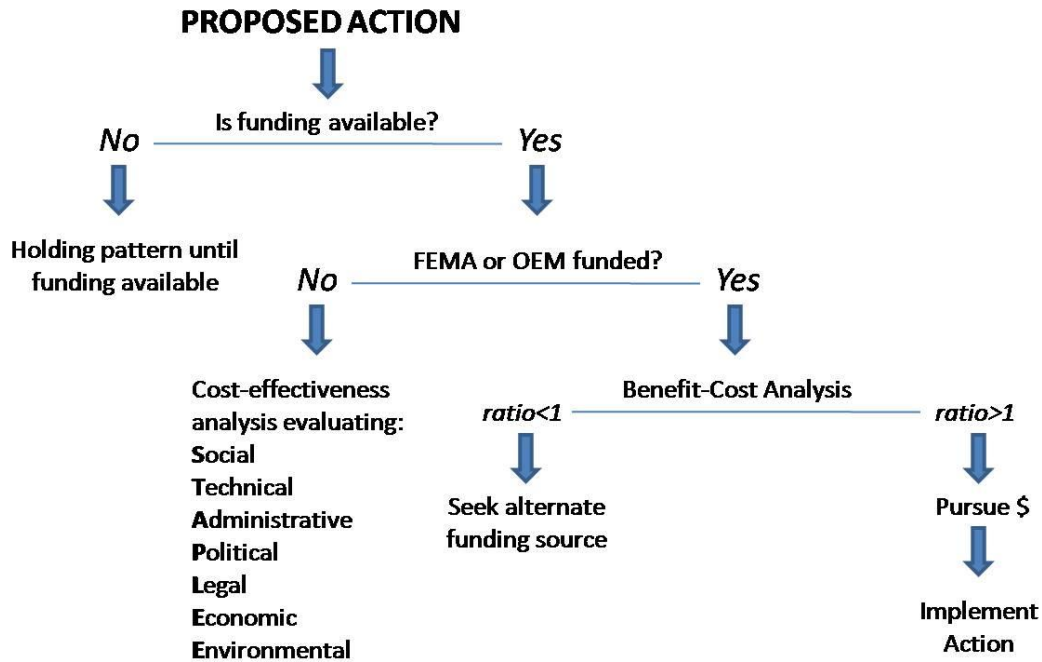 PROPOSED ACTION
Is funding available?
No
Yes
Holding pattern until
funding available
FEMA or OEM funded?
No
Yes
Cost-effectiveness
analysis evaluating:
Social
Technical
Administrative
Political
Legal
Economic
Environmental
Benefit-Cost Analysis
ratio<1
ratio>1
Seek alternate
funding source
Pursue $
Implement
Action